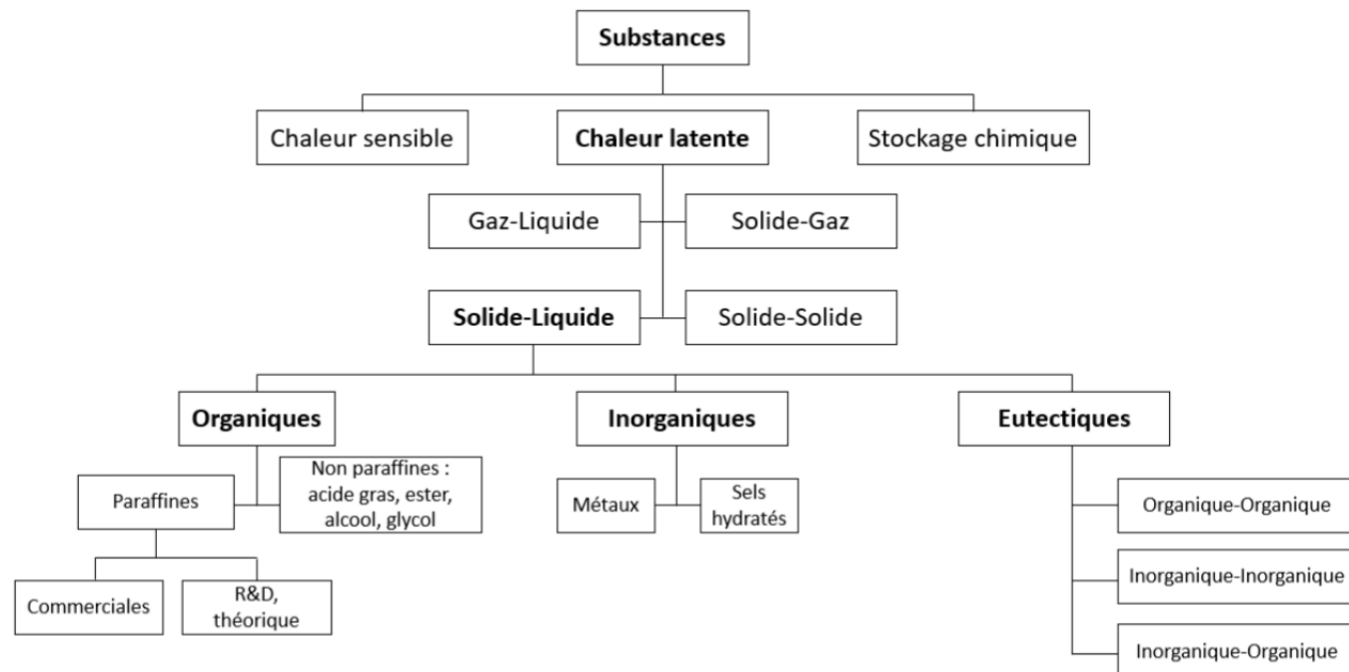 Substances
Chaleur sensible
Chaleur latente
Stockage chimique
Gaz-Liquide
Solide-Gaz
Solide-Liquide
Solide-Solide
Organiques
Inorganiques
Eutectiques
Paraffines
Non paraffines :
acide gras, ester,
alcool, glycol
Métaux
Sels
hydratés
Organique-Organique
Commerciales
R&D,
théorique
Inorganique-Inorganique
Inorganique-Organique